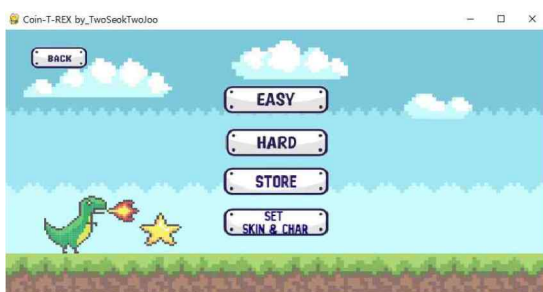 Coin-T-REX by_TwoSeokTwoJoo
BACK
EASY
HARD
STORE
SET
SKIN & CHAR